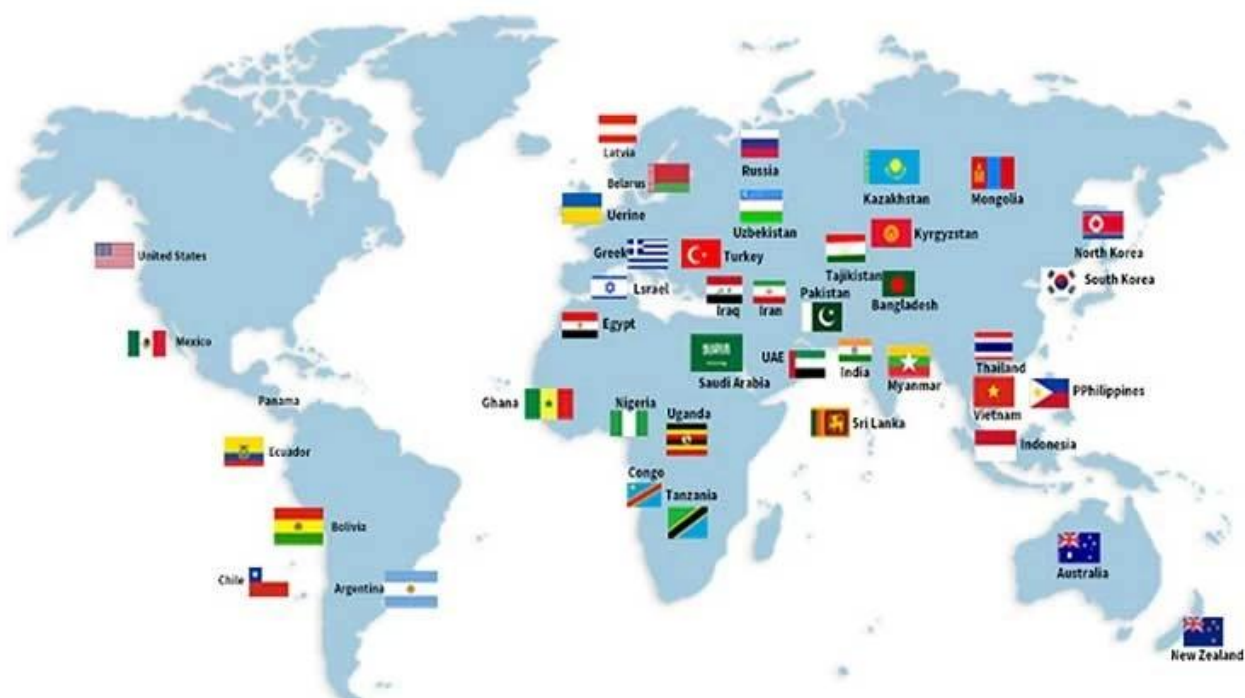 Latvia
Belarus
Russia
Kazakhstan
Mongolia
Uerine
Uzbekistan
Kyrgyzstan
North Korea
United States
Greek
Turkey
Tajikistan
South Korea
Lsrael
Iraq
Iran
Pakistan
Bangladesh
Egypt
Mexico
Saudi Arabia
UAE
India
Myanmar
Thailand
Panama
Ghana
Nigeria
Uganda
Sri Lanka
Vietnam
PPhilippines
Ecuador
Indonesia
Congo
Tanzania
Bolivia
Chile
Argentina
Australia
New Zealand